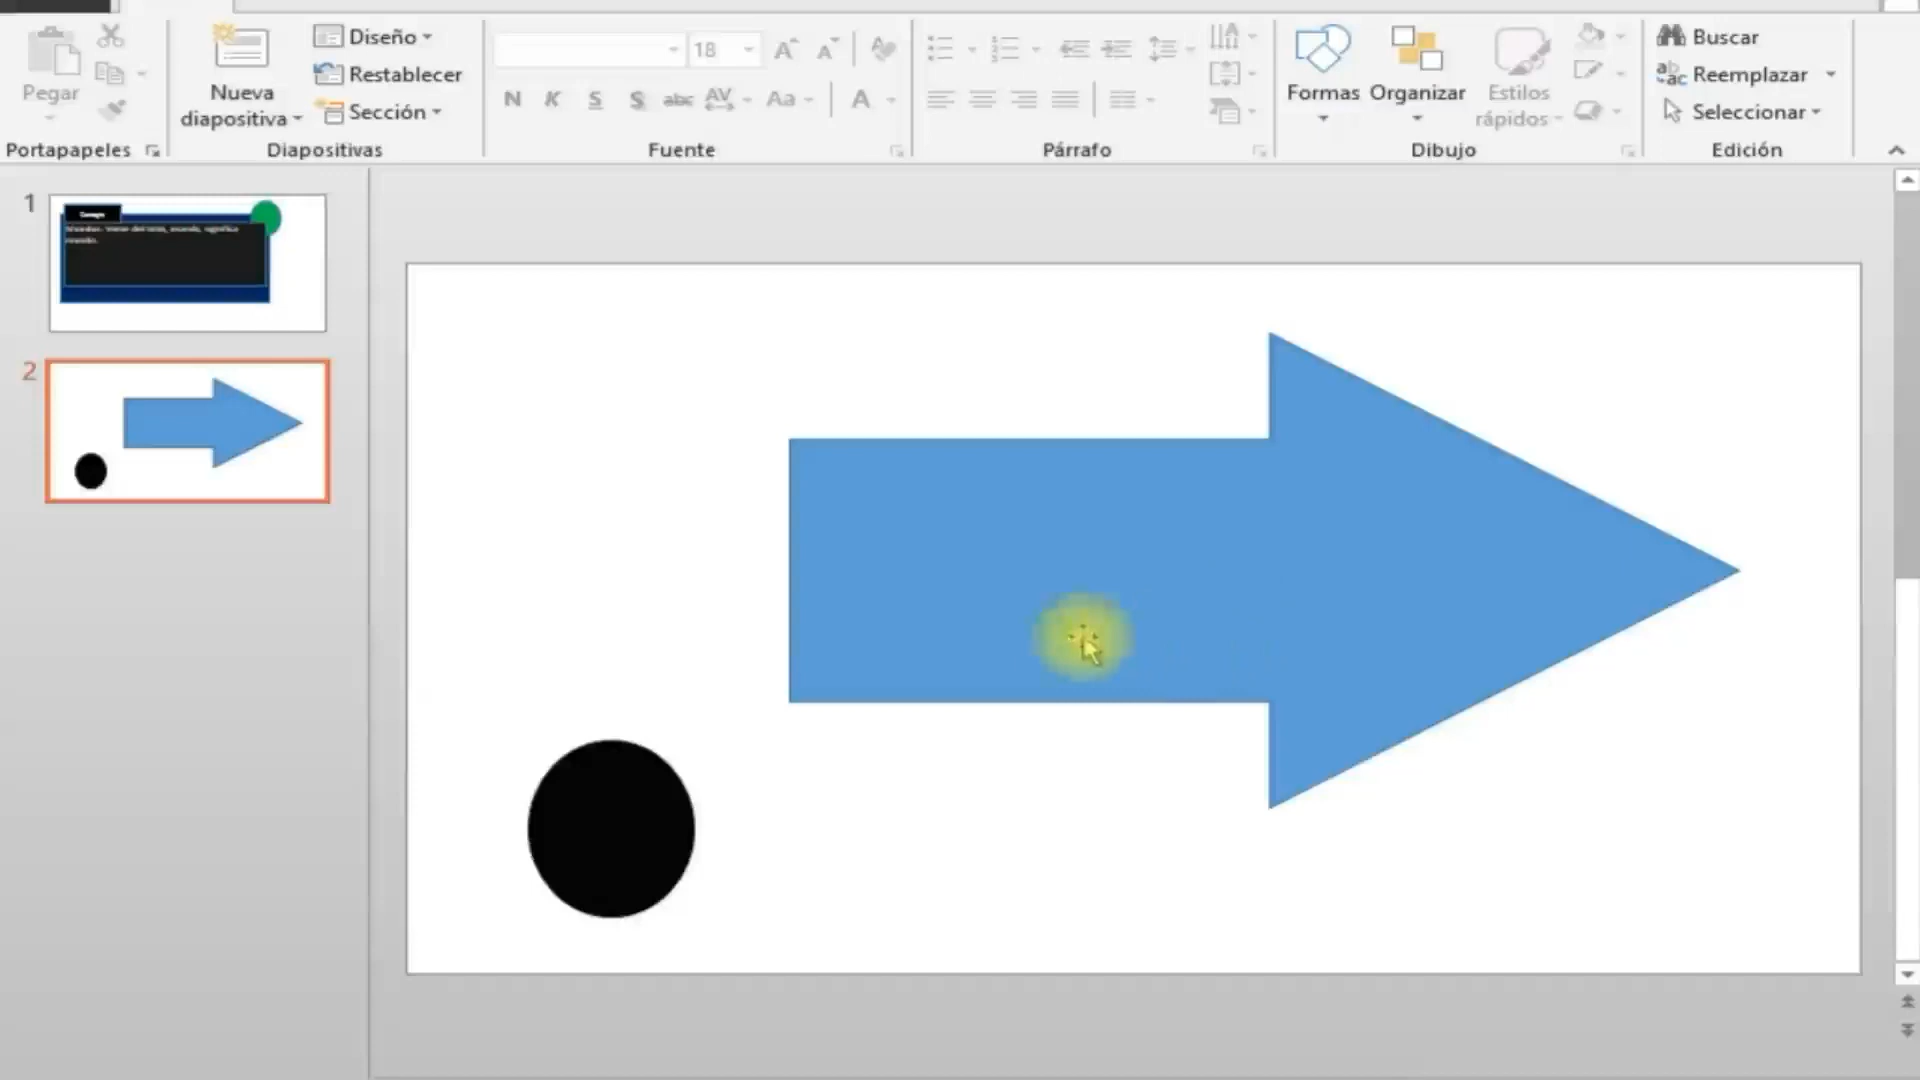 Pegar
Portapapeles
Nueva
diapositiva
Diseño
Restablecer
Sección
Diapositivas
18
A A
N K S S abc AV Aa A
Fuente
Párrafo
Formas
Organizar
Estilos
rápidos
Dibujo
Buscar
Reemplazar
Seleccionar
Edición
1
2